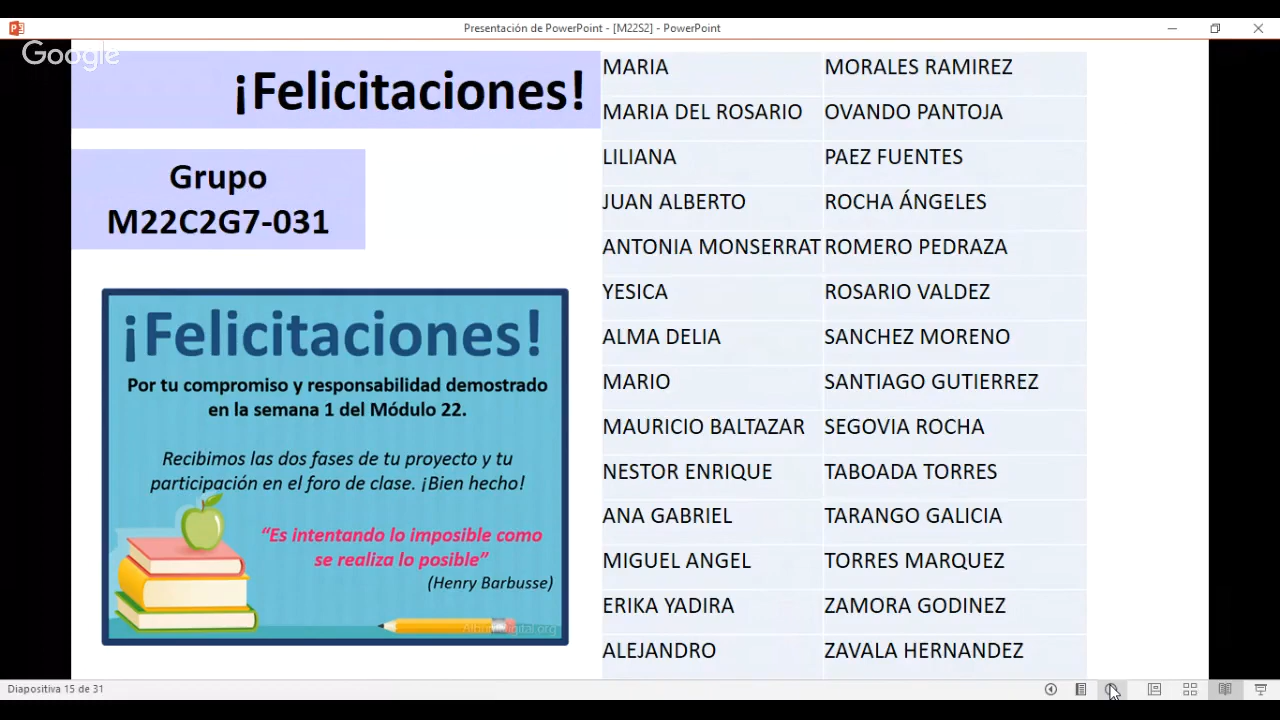 Presentación de PowerPoint - [M22S2] - PowerPoint
Google
¡Felicitaciones!
Grupo
M22C2G7-031
¡Felicitaciones!
Por tu compromiso y responsabilidad demostrado
en la semana 1 del Módulo 22.
Recibimos las dos fases de tu proyecto y tu
participación en el foro de clase. ¡Bien hecho!
“Es intentando lo imposible como
se realiza lo posible”
(Henry Barbusse)
MARIA MORALES RAMIREZ
MARIA DEL ROSARIO OVANDO PANTOJA
LILIANA PAEZ FUENTES
JUAN ALBERTO ROCHA ÁNGELES
ANTONIA MONSERRAT ROMERO PEDRAZA
YESICA ROSARIO VALDEZ
ALMA DELIA SANCHEZ MORENO
MARIO SANTIAGO GUTIERREZ
MAURICIO BALTAZAR SEGOVIA ROCHA
NESTOR ENRIQUE TABOADA TORRES
ANA GABRIEL TARANGO GALICIA
MIGUEL ANGEL TORRES MARQUEZ
ERIKA YADIRA ZAMORA GODINEZ
ALEJANDRO ZAVALA HERNANDEZ
Diapositiva 15 de 31